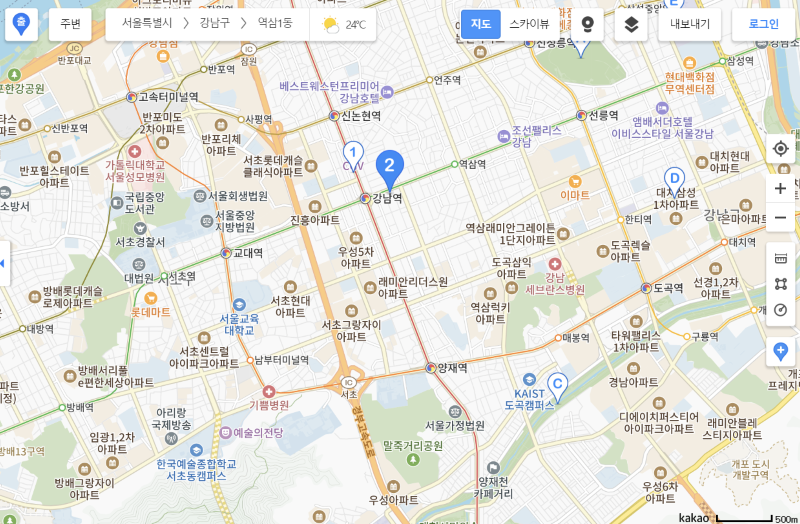 출
주변
서울특별시 > 강남구 > 역삼1동
24℃
지도
스카이뷰
내보내기
로그인
E
A
JC
반포대교
JC
잠원
강남점
반포역
고속터미널역
신반포역
사평역
반포미도
2차아파트
반포리체
아파트
가톨릭대학교
서울성모병원
반포힐스테이트
아파트
국립중앙
도서관
서울회생법원
서울중앙
지방법원
서초경찰서
대법원
서초역
서초구
교대역
서초롯데캐슬
클래식아파트
베스트웨스턴프리미어
강남호텔
신논현역
언주역
1
CGV
2
강남역
역삼역
조선팰리스
강남
선릉역
삼성역
현대백화점
무역센터점
앰배서더호텔
이비스스타일 서울강남
이마트
D
대치삼성
1차아파트
대치현대
아파트
강남구
은마아파트
한티역
대치역
진흥아파트
우성5차
아파트
래미안리더스원
아파트
서초그랑자이
아파트
서초현대
아파트
역삼래미안그레이튼
1단지아파트
도곡렉슬
아파트
도곡삼익
아파트
강남
세브란스병원
역삼럭키
아파트
도곡역
선경1,2차
아파트
방배롯데캐슬
로제아파트
롯데마트
서울교육
대학교
내방역
서초센트럴
아이파크아파트
남부터미널역
방배서리풀
e편한세상아파트
방배역
기쁨병원
IC
서초
경부고속도로
양재역
매봉역
타워팰리스
1차아파트
구룡역
강남아파트
KAIST
도곡캠퍼스
C
서울가정법원
말죽거리공원
양재천
카페거리
우성아파트
디에이치퍼스티어
아이파크아파트
래미안블레
스티지아파트
개포 도시
개발구역
우성6차
아파트
아리랑
국제방송
예술의전당
임광1,2차
아파트
방배13구역
방배그랑자이
아파트
한국예술종합학교
서초동캠퍼스
kakao
500m